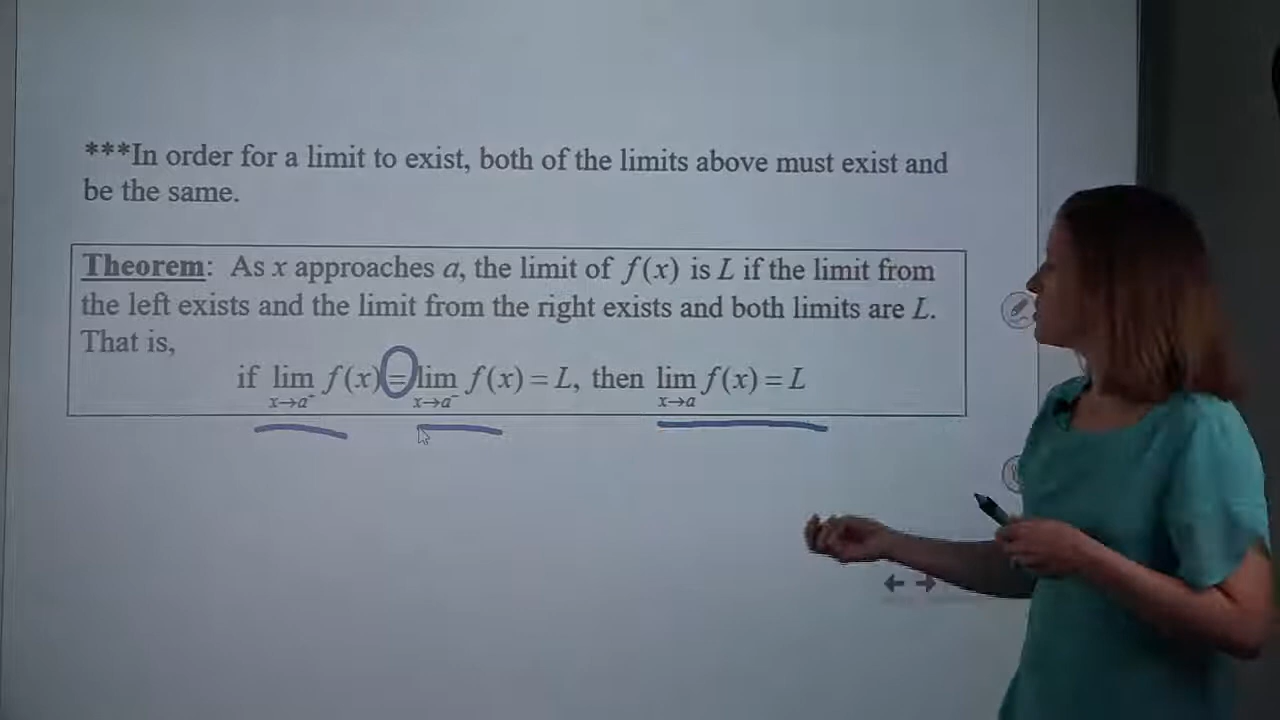 ***In order for a limit to exist, both of the limits above must exist and
be the same.
Theorem: As x approaches a, the limit of f(x) is L if the limit from
the left exists and the limit from the right exists and both limits are L.
That is,
if lim x→a⁻ f(x) = lim x→a⁻ f(x) = L, then lim x→a f(x) = L